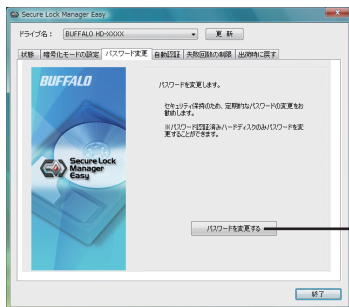 Secure Lock Manager Easy
ドライブ名： BUFFALO HD-XXXX 更 新
状態 暗号化モードの設定 パスワード変更 自動認証 失敗回数の制限 出荷時に戻す
BUFFALO
パスワードを変更します。
セキュリティ保持のため、定期的なパスワードの変更をお
勧めします。
※パスワード認証済みハードディスクのみパスワードを変
更することができます。
Secure Lock
Manager
Easy
パスワードを変更する
終了